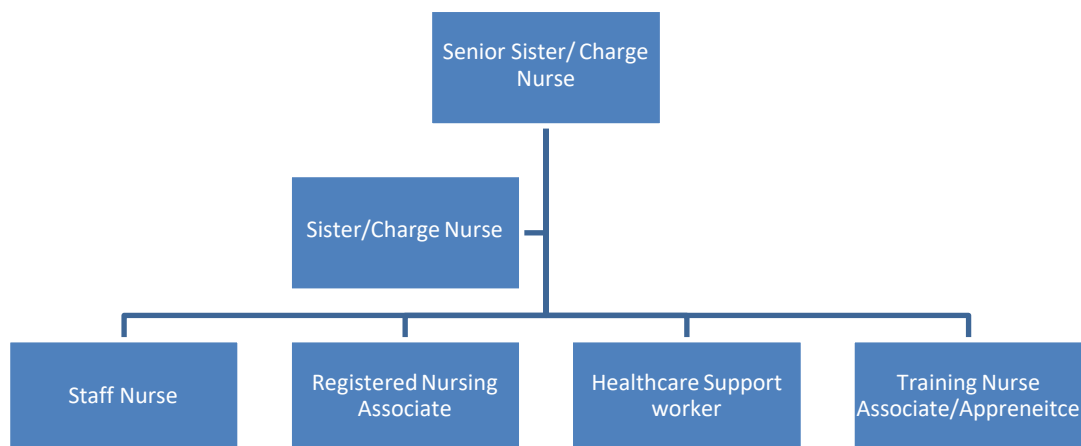 Senior Sister/ Charge
Nurse
Sister/Charge Nurse
Staff Nurse
Registered Nursing
Associate
Healthcare Support
worker
Training Nurse
Associate/Appreneitce